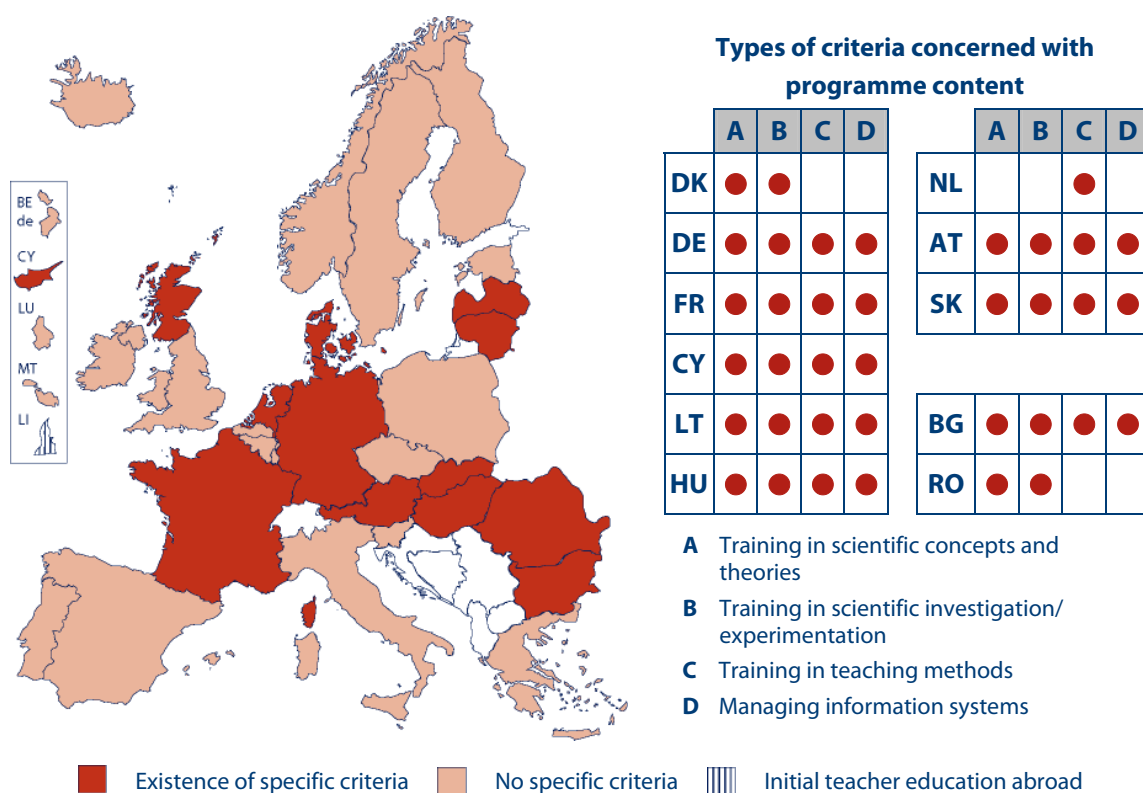 Types of criteria concerned with
programme content
A B C D
DK
DE
FR
CY
LT
HU
A B C D
NL
AT
SK
BG
RO
BE
de
CY
LU
MT
LI
A Training in scientific concepts and
theories
B Training in scientific investigation/
experimentation
C Training in teaching methods
D Managing information systems
Existence of specific criteria No specific criteria Initial teacher education abroad